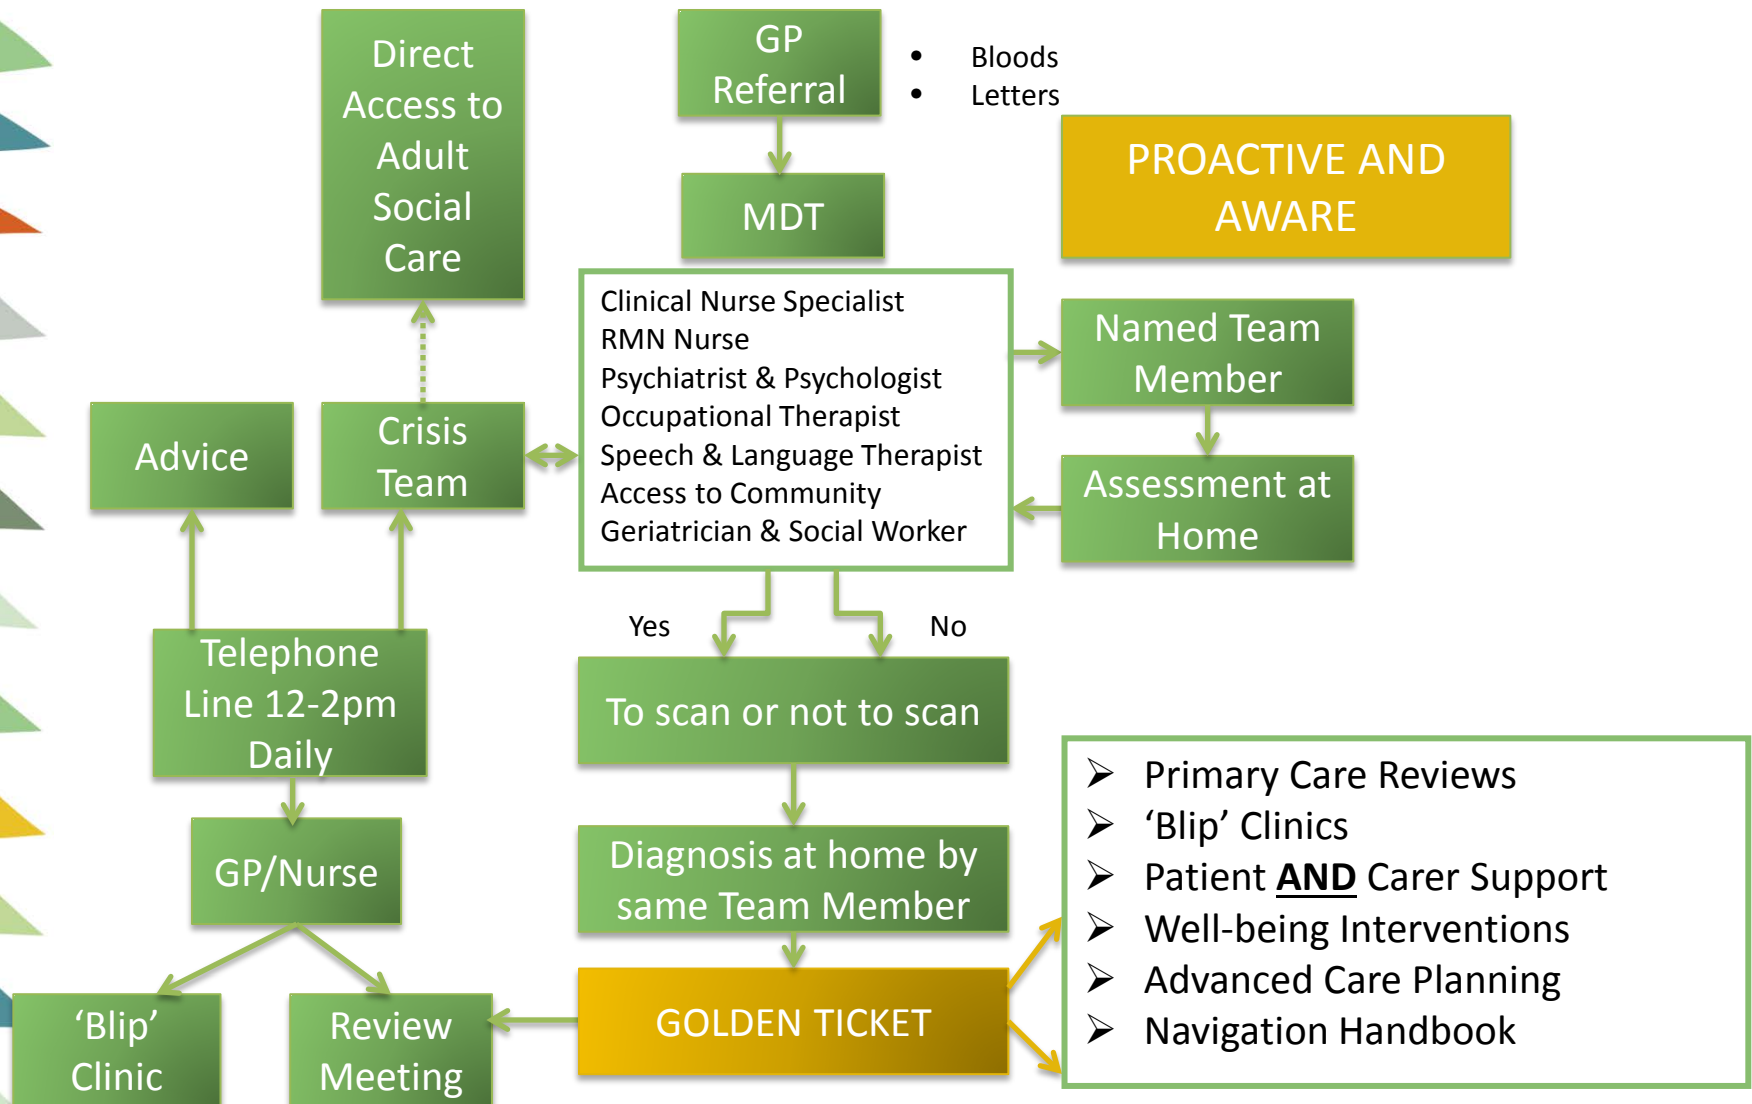 Direct
Access to
Adult
Social
Care
GP
Referral
• Bloods
• Letters
MDT
PROACTIVE AND
AWARE
Clinical Nurse Specialist
RMN Nurse
Psychiatrist & Psychologist
Occupational Therapist
Speech & Language Therapist
Access to Community
Geriatrician & Social Worker
Named Team
Member
Advice
Crisis
Team
Assessment at
Home
Yes
No
Telephone
Line 12-2pm
Daily
To scan or not to scan
GP/Nurse
Diagnosis at home by
same Team Member
➢ Primary Care Reviews
➢ ‘Blip’ Clinics
➢ Patient AND Carer Support
➢ Well-being Interventions
➢ Advanced Care Planning
➢ Navigation Handbook
‘Blip’
Clinic
Review
Meeting
GOLDEN TICKET